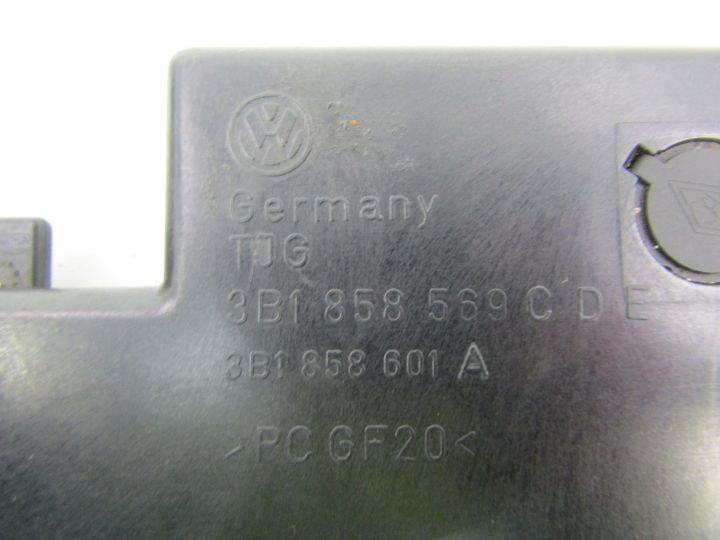 Germany
TJG
3B1 858 569 C D E
3B1 858 601 A
>PC GF20<